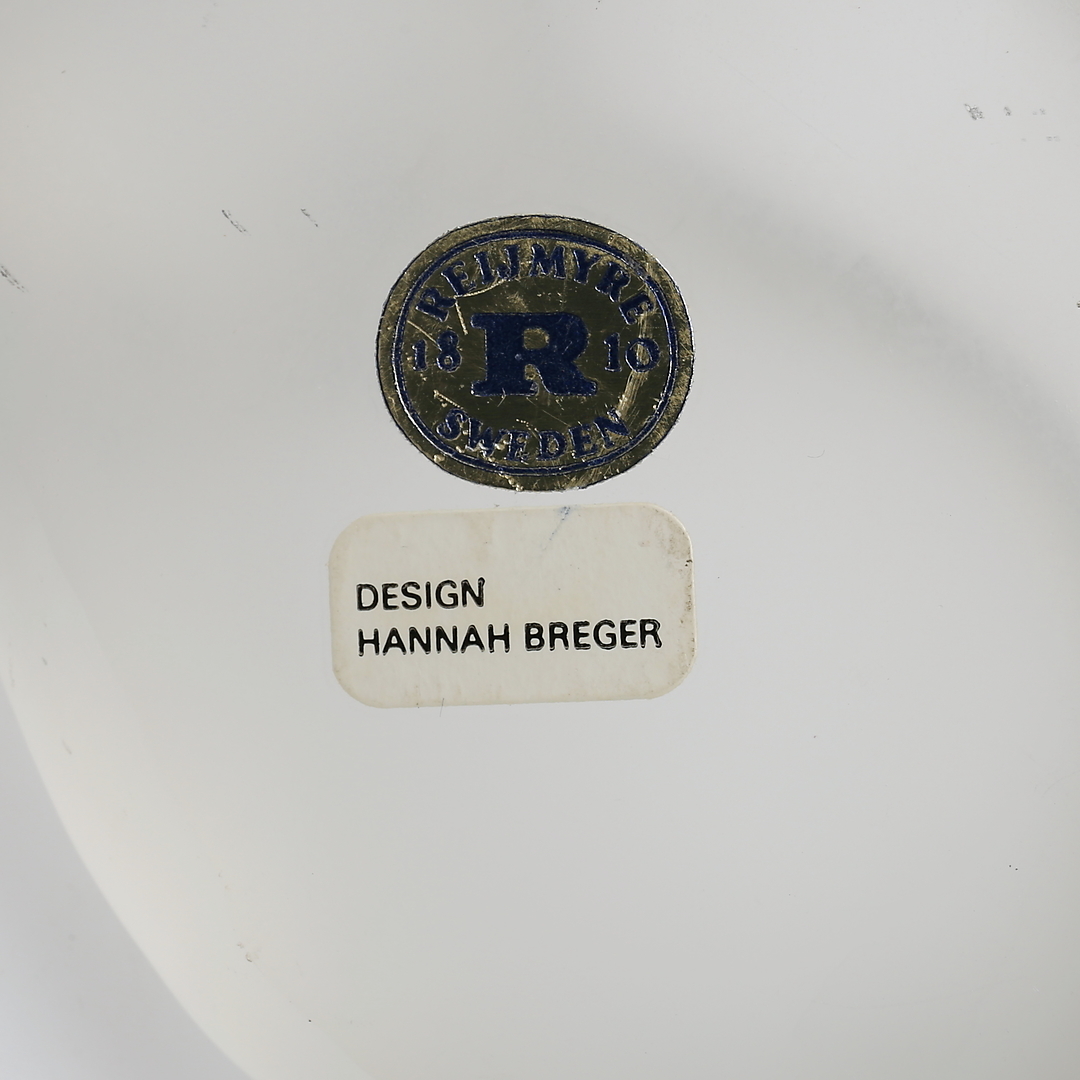 REIJMYRE
18 R 10
SWEDEN
DESIGN
HANNAH BREGER